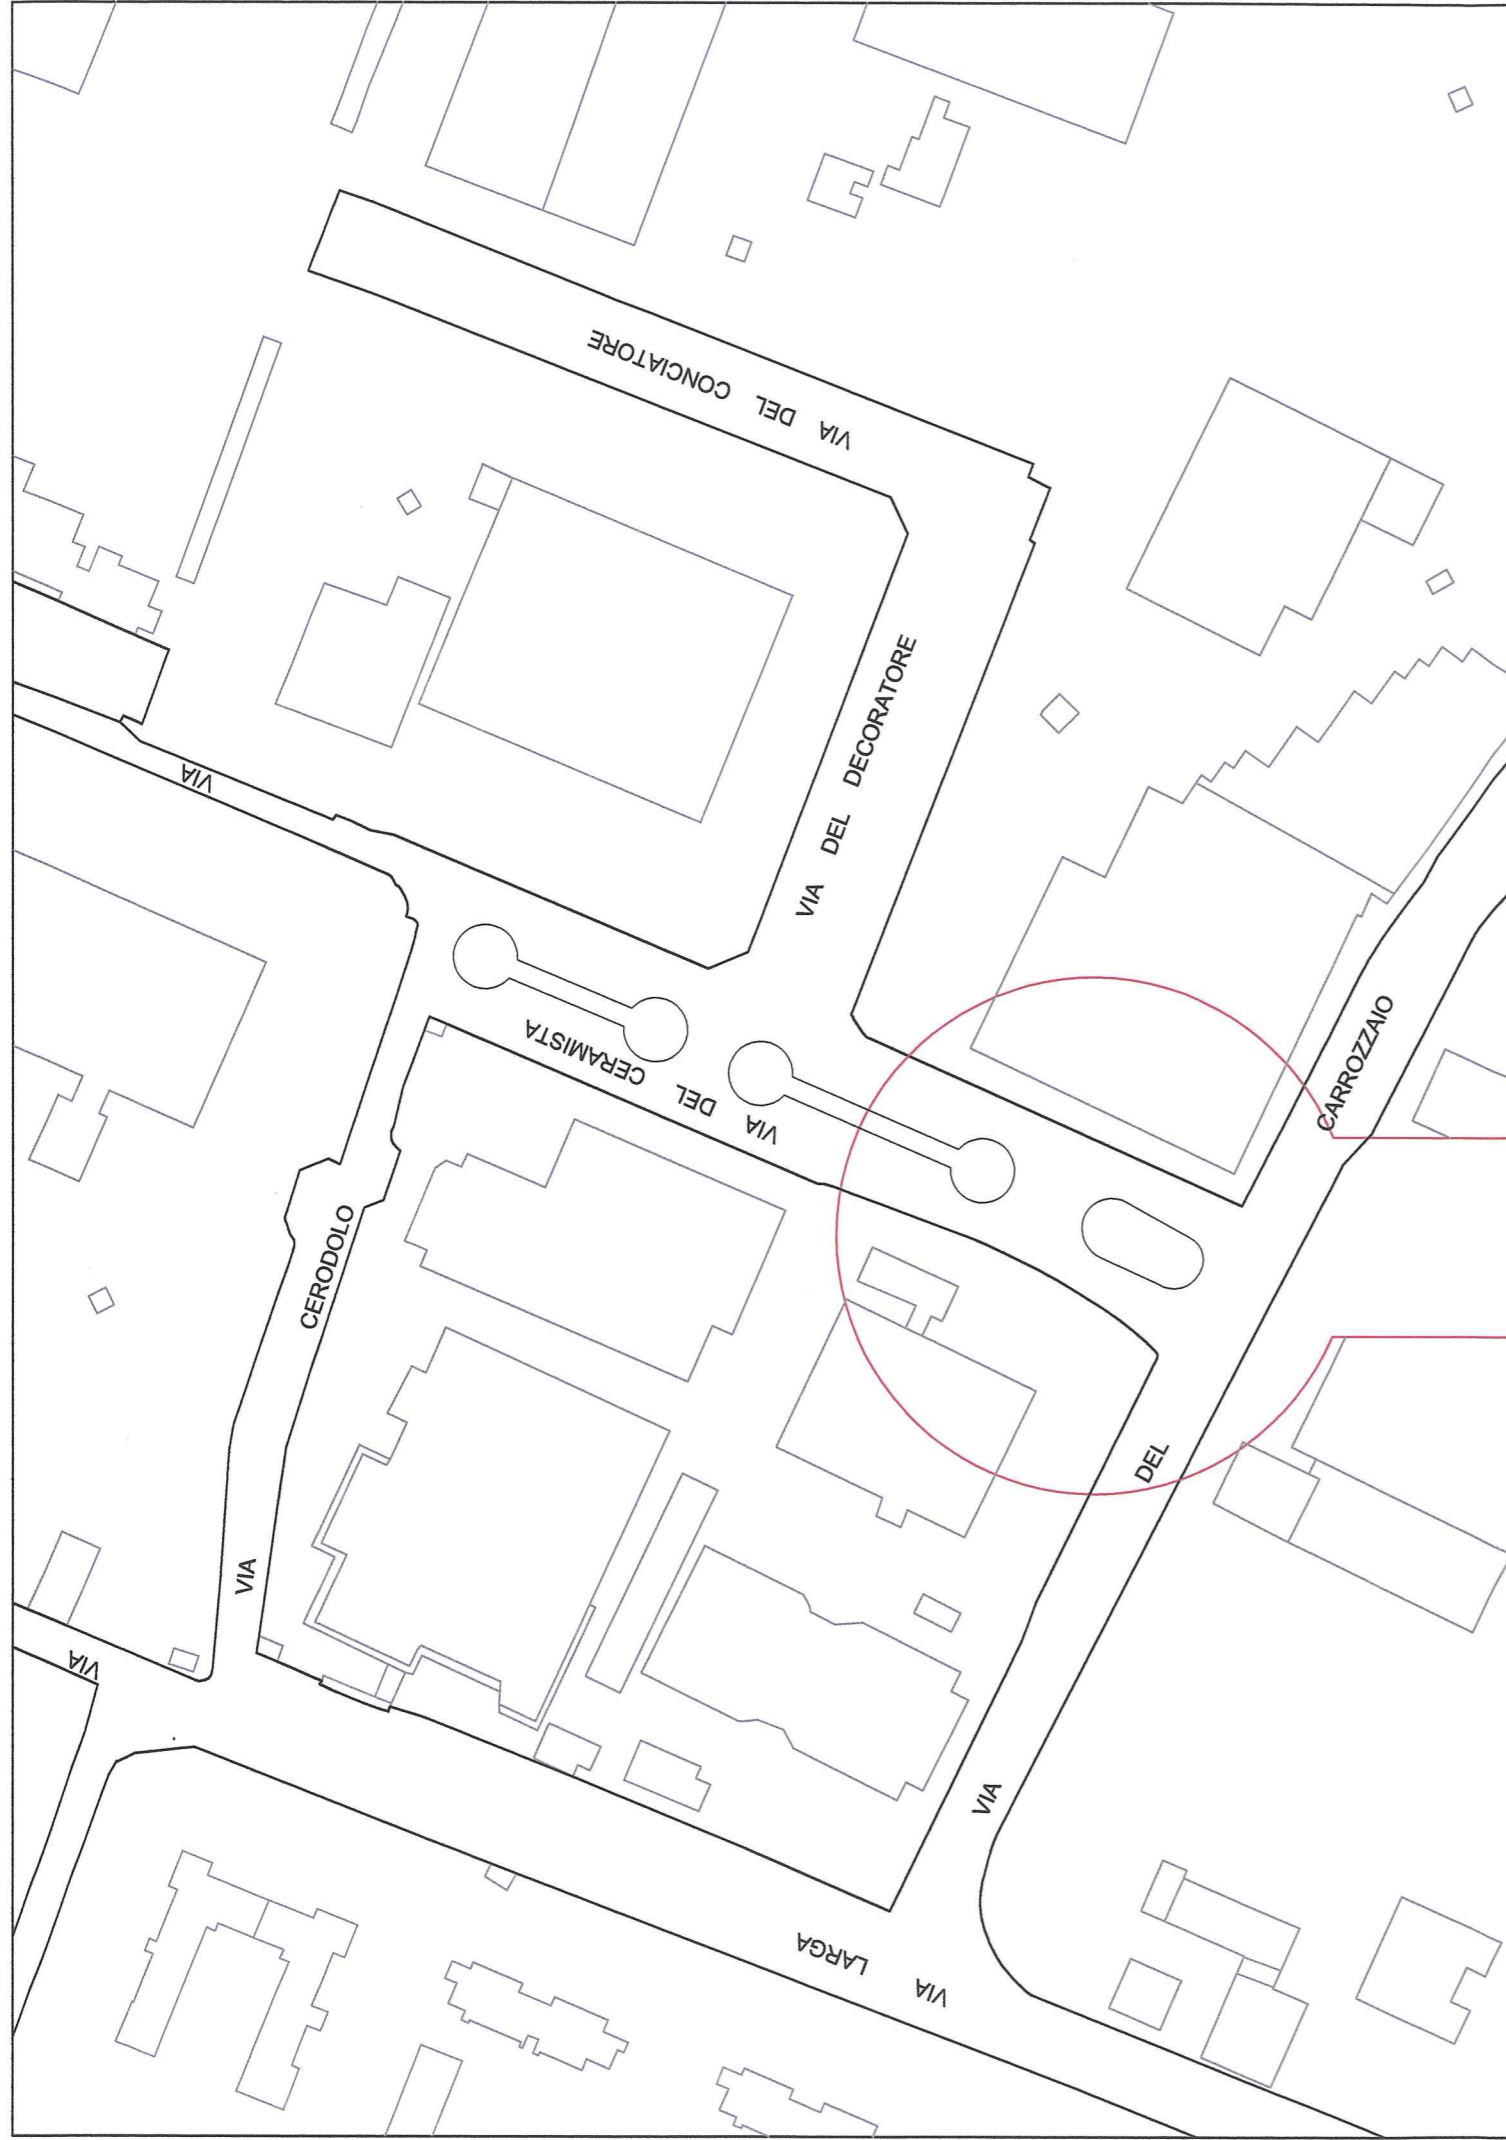 VIA DEL CONCIATORE
VIA DEL DECORATORE
VIA
VIA DEL CERAMISTA
VIA DEL CARROZZAIO
VIA CERODOLO
VIA
VIA LARGA